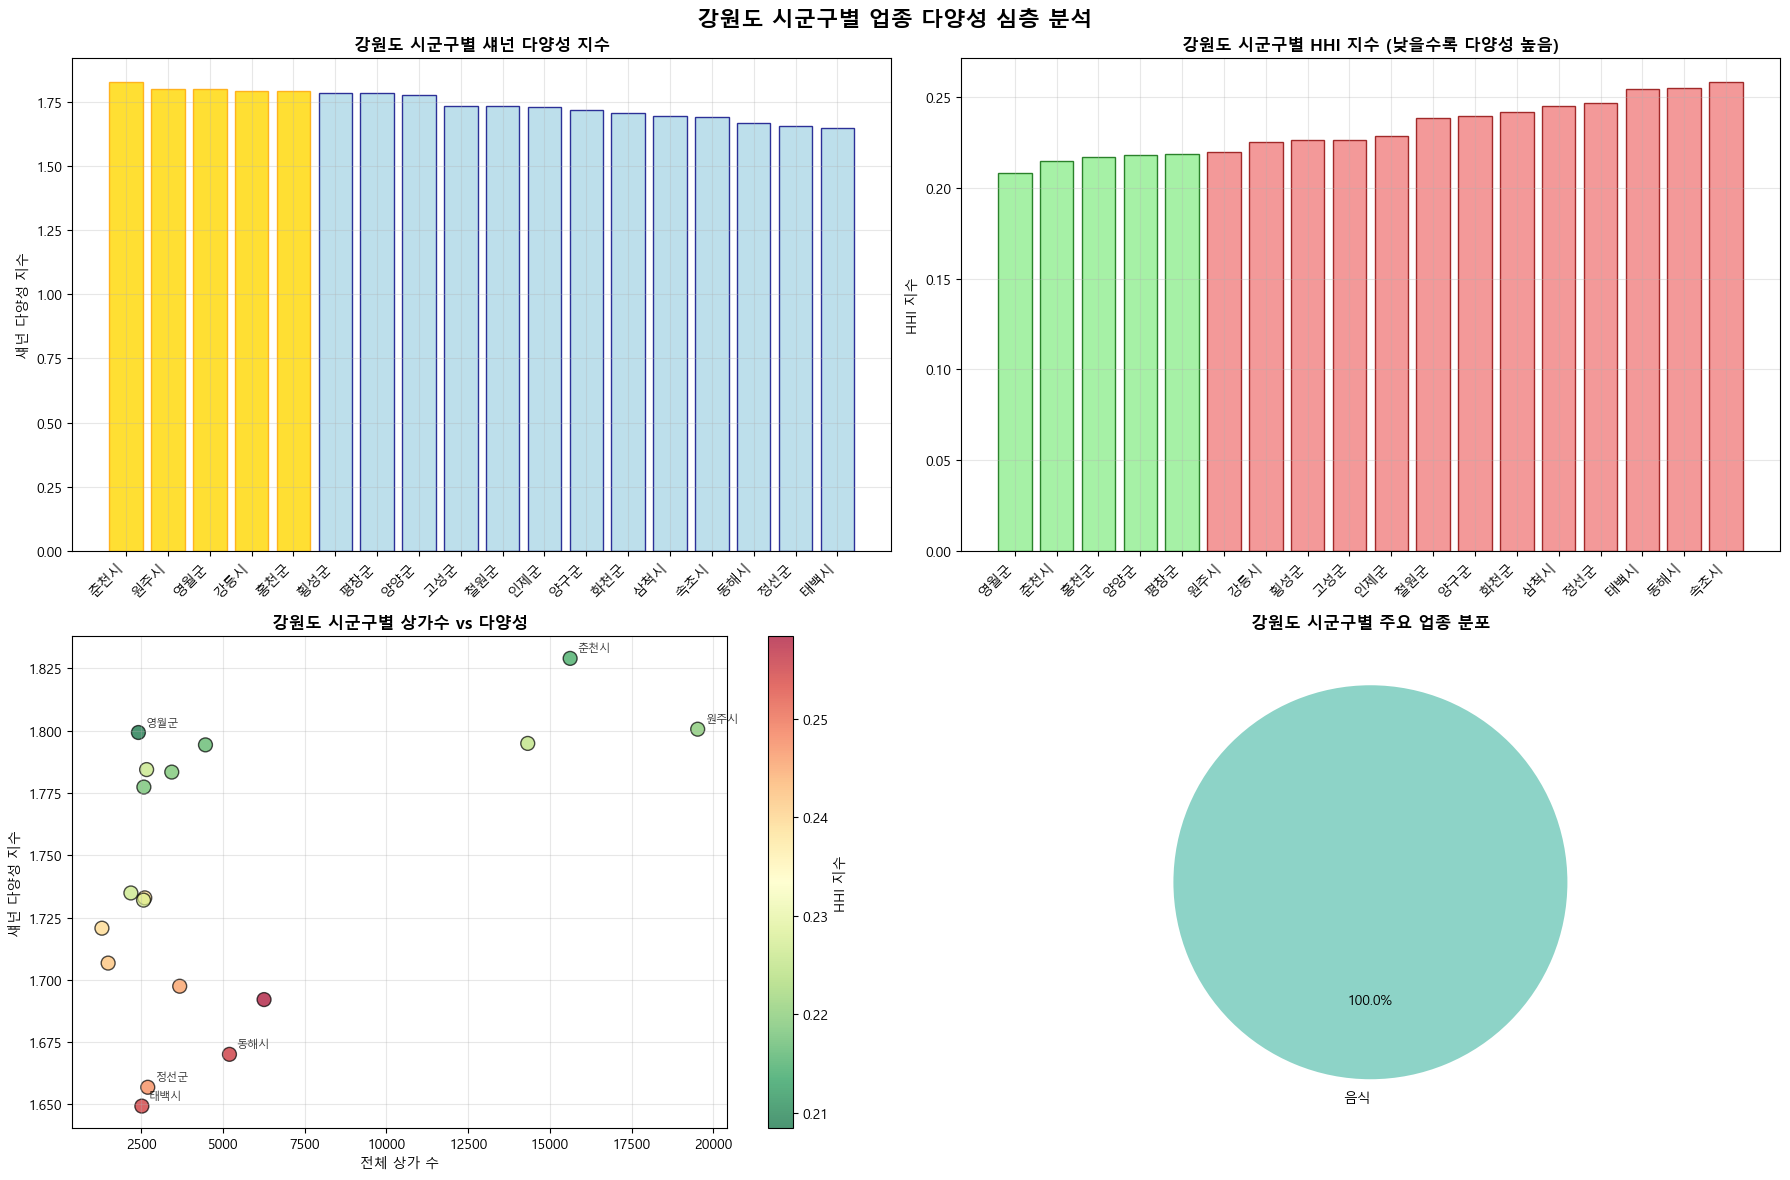 강원도 시군구별 업종 다양성 심층 분석
강원도 시군구별 섀넌 다양성 지수
섀넌 다양성 지수
1.75
1.50
1.25
1.00
0.75
0.50
0.25
0.00
춘천시
원주시
영월군
강릉시
홍천군
횡성군
평창군
양양군
고성군
철원군
인제군
양구군
화천군
삼척시
속초시
동해시
정선군
태백시
강원도 시군구별 HHI 지수 (낮을수록 다양성 높음)
HHI 지수
0.25
0.20
0.15
0.10
0.05
0.00
영월군
춘천시
홍천군
양양군
평창군
원주시
강릉시
횡성군
고성군
인제군
철원군
양구군
화천군
삼척시
정선군
태백시
동해시
속초시
강원도 시군구별 상가수 vs 다양성
섀넌 다양성 지수
1.825
1.800
1.775
1.750
1.725
1.700
1.675
1.650
춘천시
원주시
영월군
동해시
정선군
태백시
2500
5000
7500
10000
12500
15000
17500
20000
전체 상가 수
0.25
0.24
0.23
0.22
0.21
HHI 지수
강원도 시군구별 주요 업종 분포
100.0%
음식